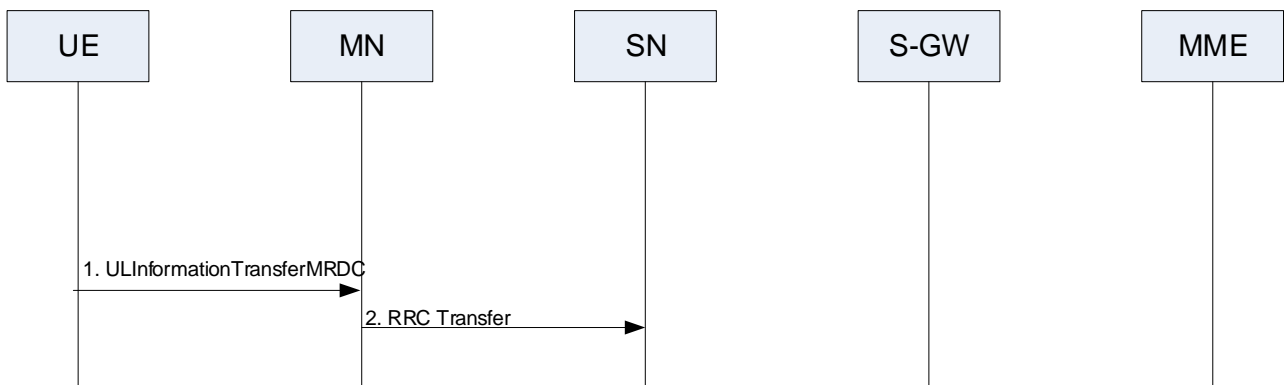 UE
MN
SN
S-GW
MME
1. ULInformationTransferMRDC
2. RRC Transfer